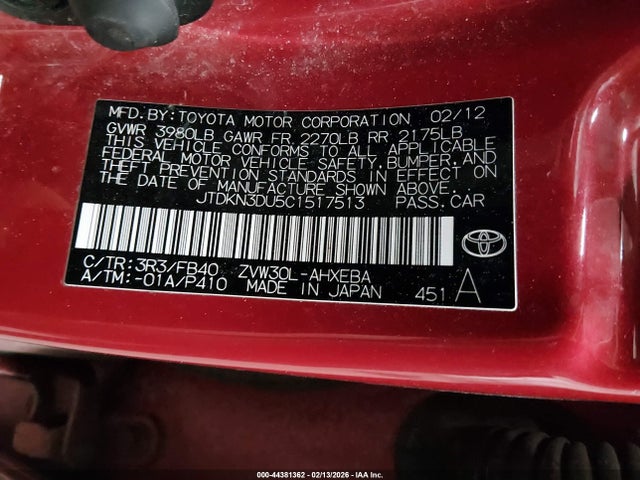 MFD.BY:TOYOTA MOTOR CORPORATION 02/12
GVWR 3980LB GAWR FR 2270LB RR 2175LB
THIS VEHICLE CONFORMS TO ALL APPLICABLE
FEDERAL MOTOR VEHICLE SAFETY, BUMPER, AND
THEFT PREVENTION STANDARDS IN EFFECT ON
THE DATE OF MANUFACTURE SHOWN ABOVE.
JTDKN3DU5C1517513 PASS.CAR
C/TR:3R3/FB40 ZVW30L-AHXEBA
A/TM:-01A/P410 MADE IN JAPAN 451 A
000-44381362 - 02/13/2026 - IAA Inc.